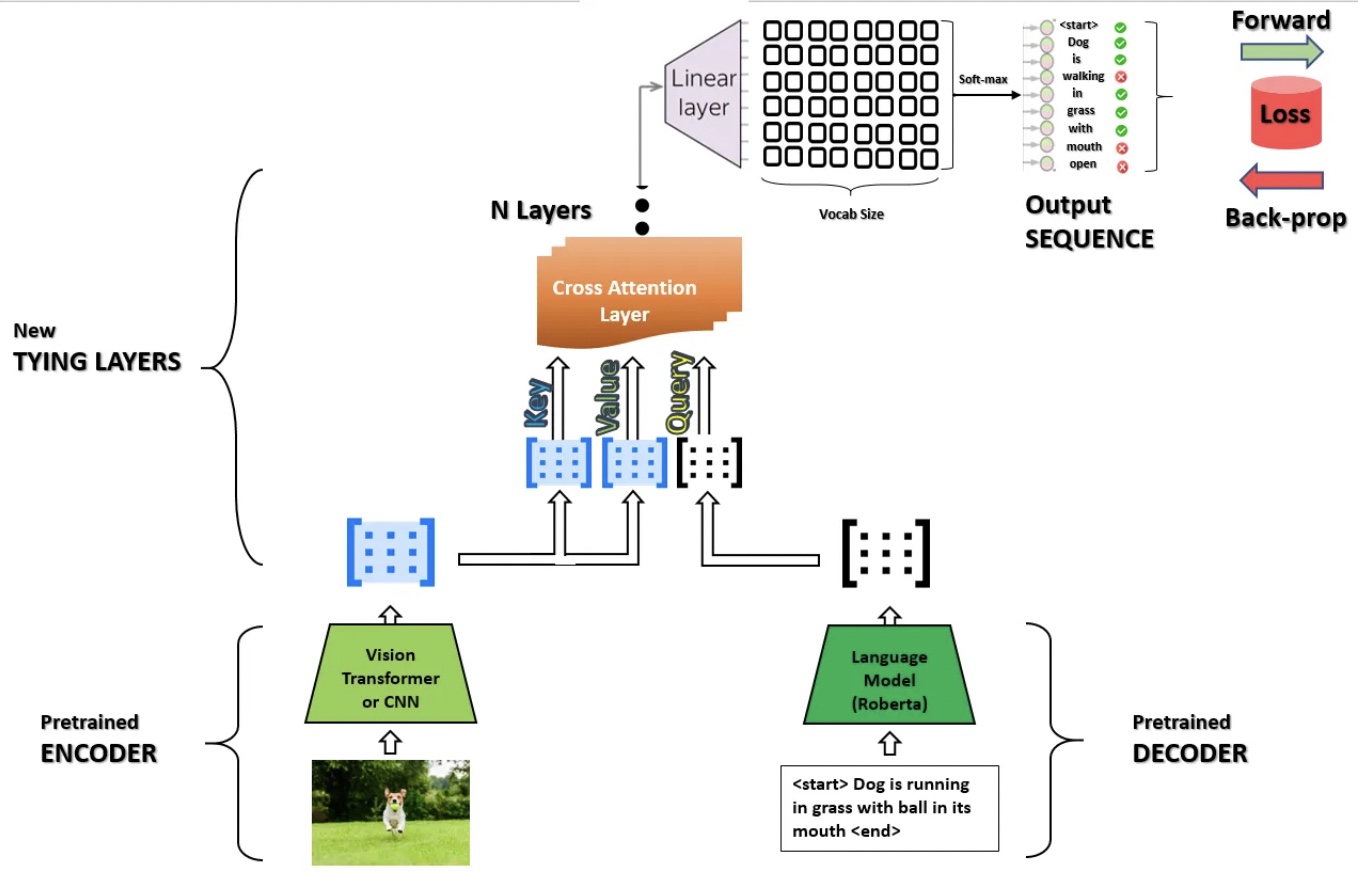 Linear
layer
Vocab Size
Soft-max
<start>
Dog
is
walking
in
grass
with
mouth
open
Output
SEQUENCE
Forward
Loss
Back-prop
N Layers
Cross Attention
Layer
New
TYING LAYERS
Key
Value
Query
Vision
Transformer
or CNN
Language
Model
(Roberta)
Pretrained
ENCODER
Pretrained
DECODER
<start> Dog is running
in grass with ball in its
mouth <end>